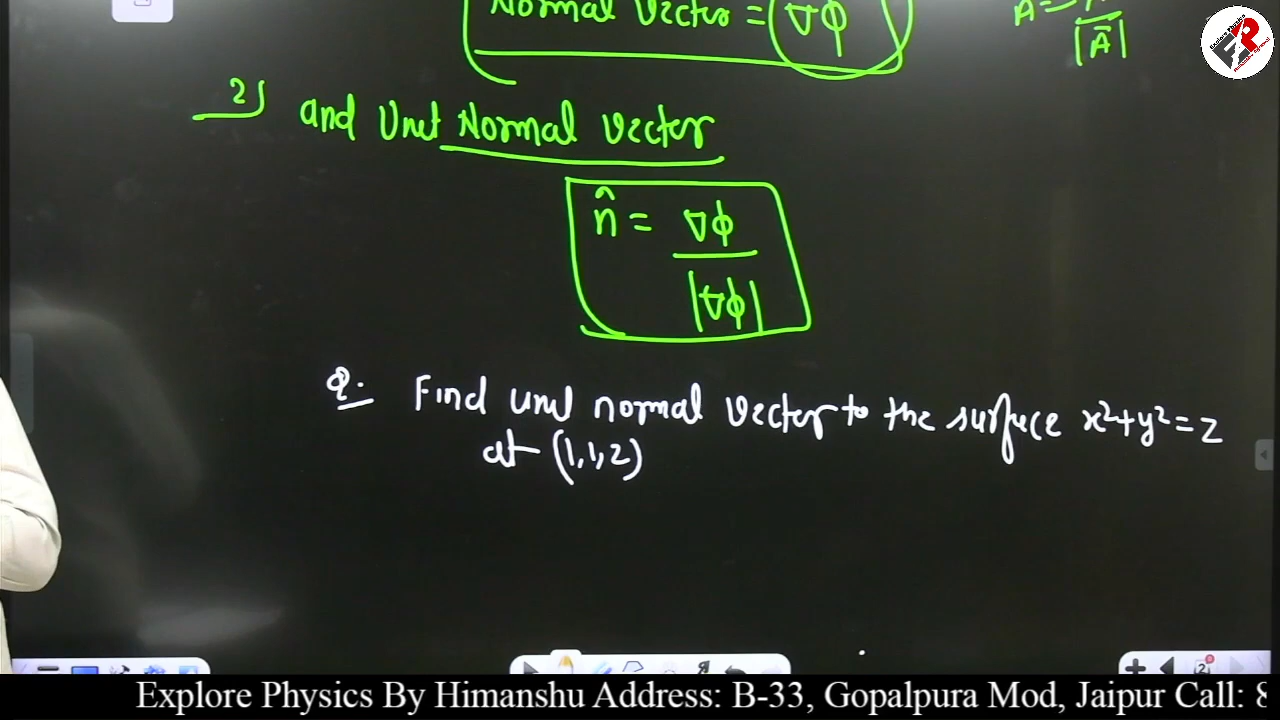 Normal Vector = ∇ϕ
|Ā|
2) and Unit Normal Vector
n̂ = ∇ϕ / |∇ϕ|
Q. Find unit normal vector to the surface x²+y²=z
at (1,1,2)
Explore Physics By Himanshu Address: B-33, Gopalpura Mod, Jaipur Call: 8